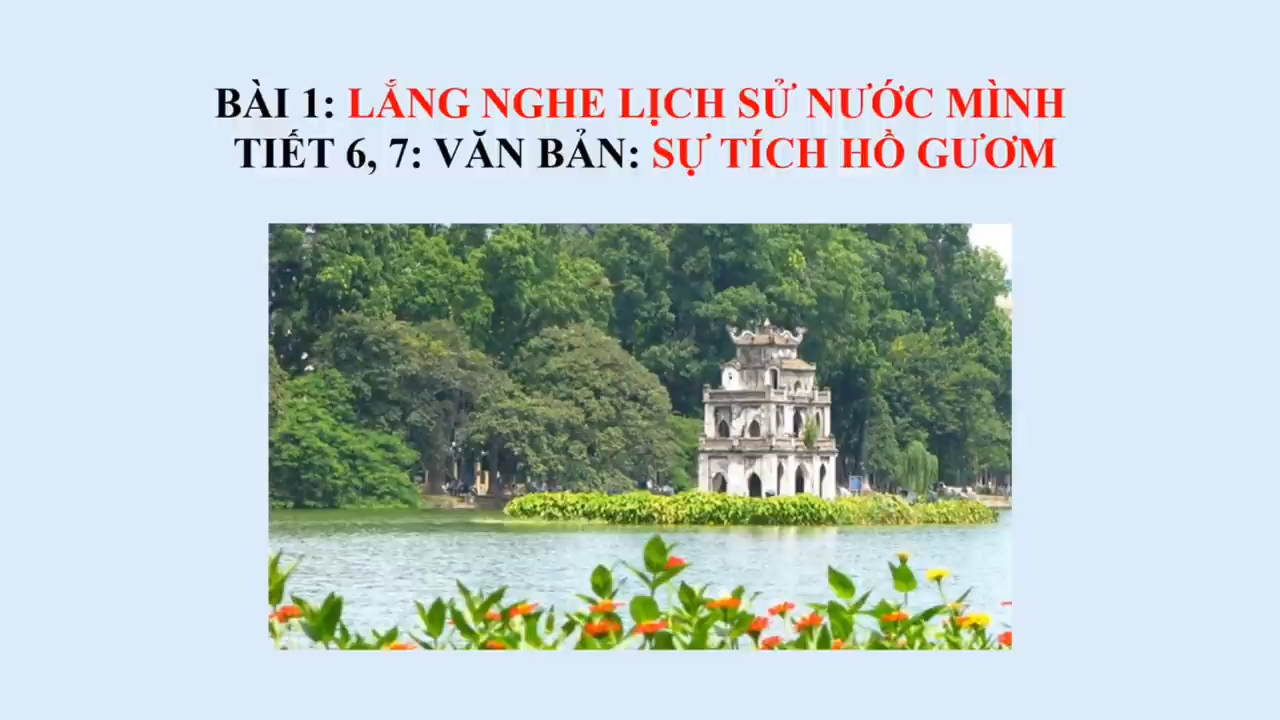 BÀI 1: LẮNG NGHE LỊCH SỬ NƯỚC MÌNH
TIẾT 6, 7: VĂN BẢN: SỰ TÍCH HỒ GƯƠM